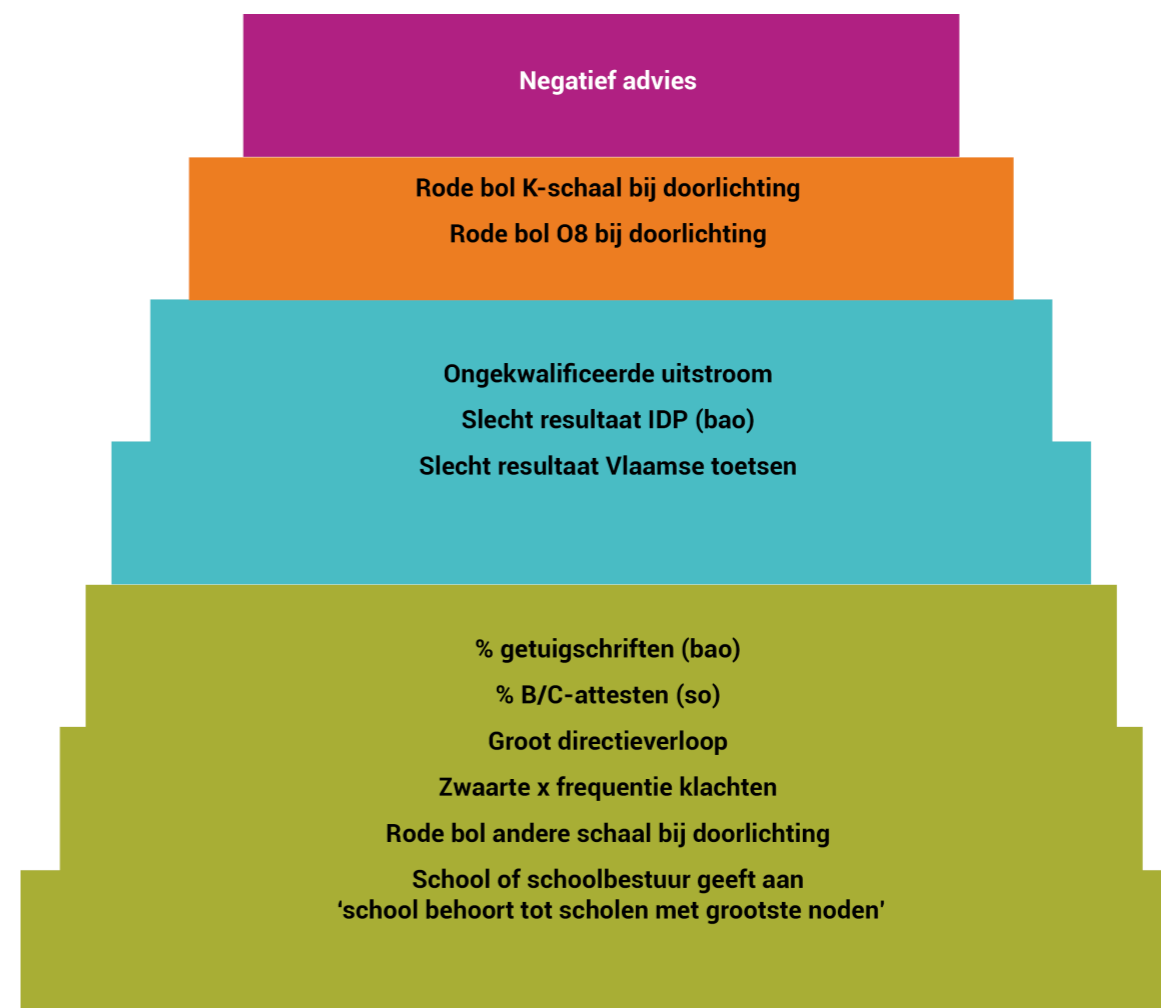 Negatief advies
Rode bol K-schaal bij doorlichting
Rode bol O8 bij doorlichting
Ongekwalificeerde uitstroom
Slecht resultaat IDP (bao)
Slecht resultaat Vlaamse toetsen
% getuigschriften (bao)
% B/C-attesten (so)
Groot directieverloop
Zwaarte x frequentie klachten
Rode bol andere schaal bij doorlichting
School of schoolbestuur geeft aan
‘school behoort tot scholen met grootste noden’